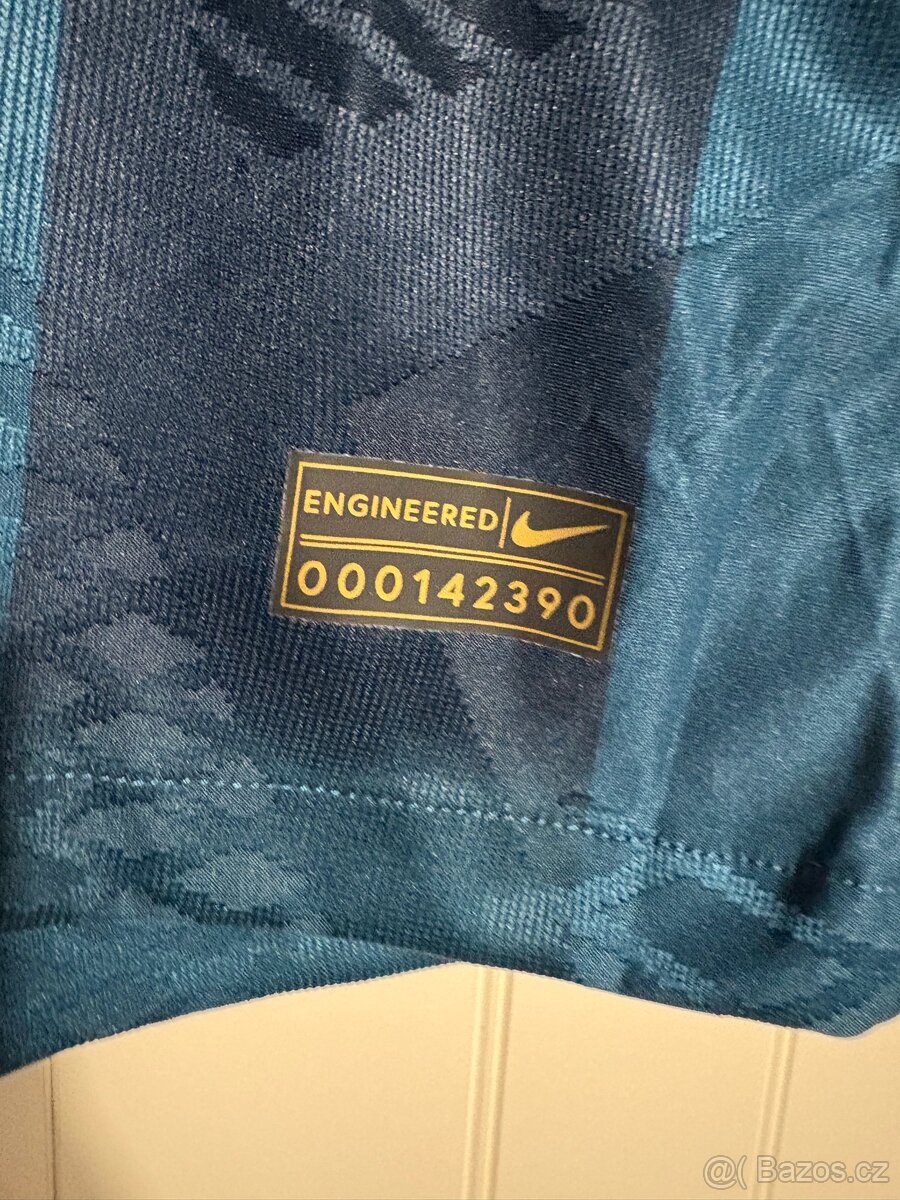 ENGINEERED
000142390
@( Bazos.cz